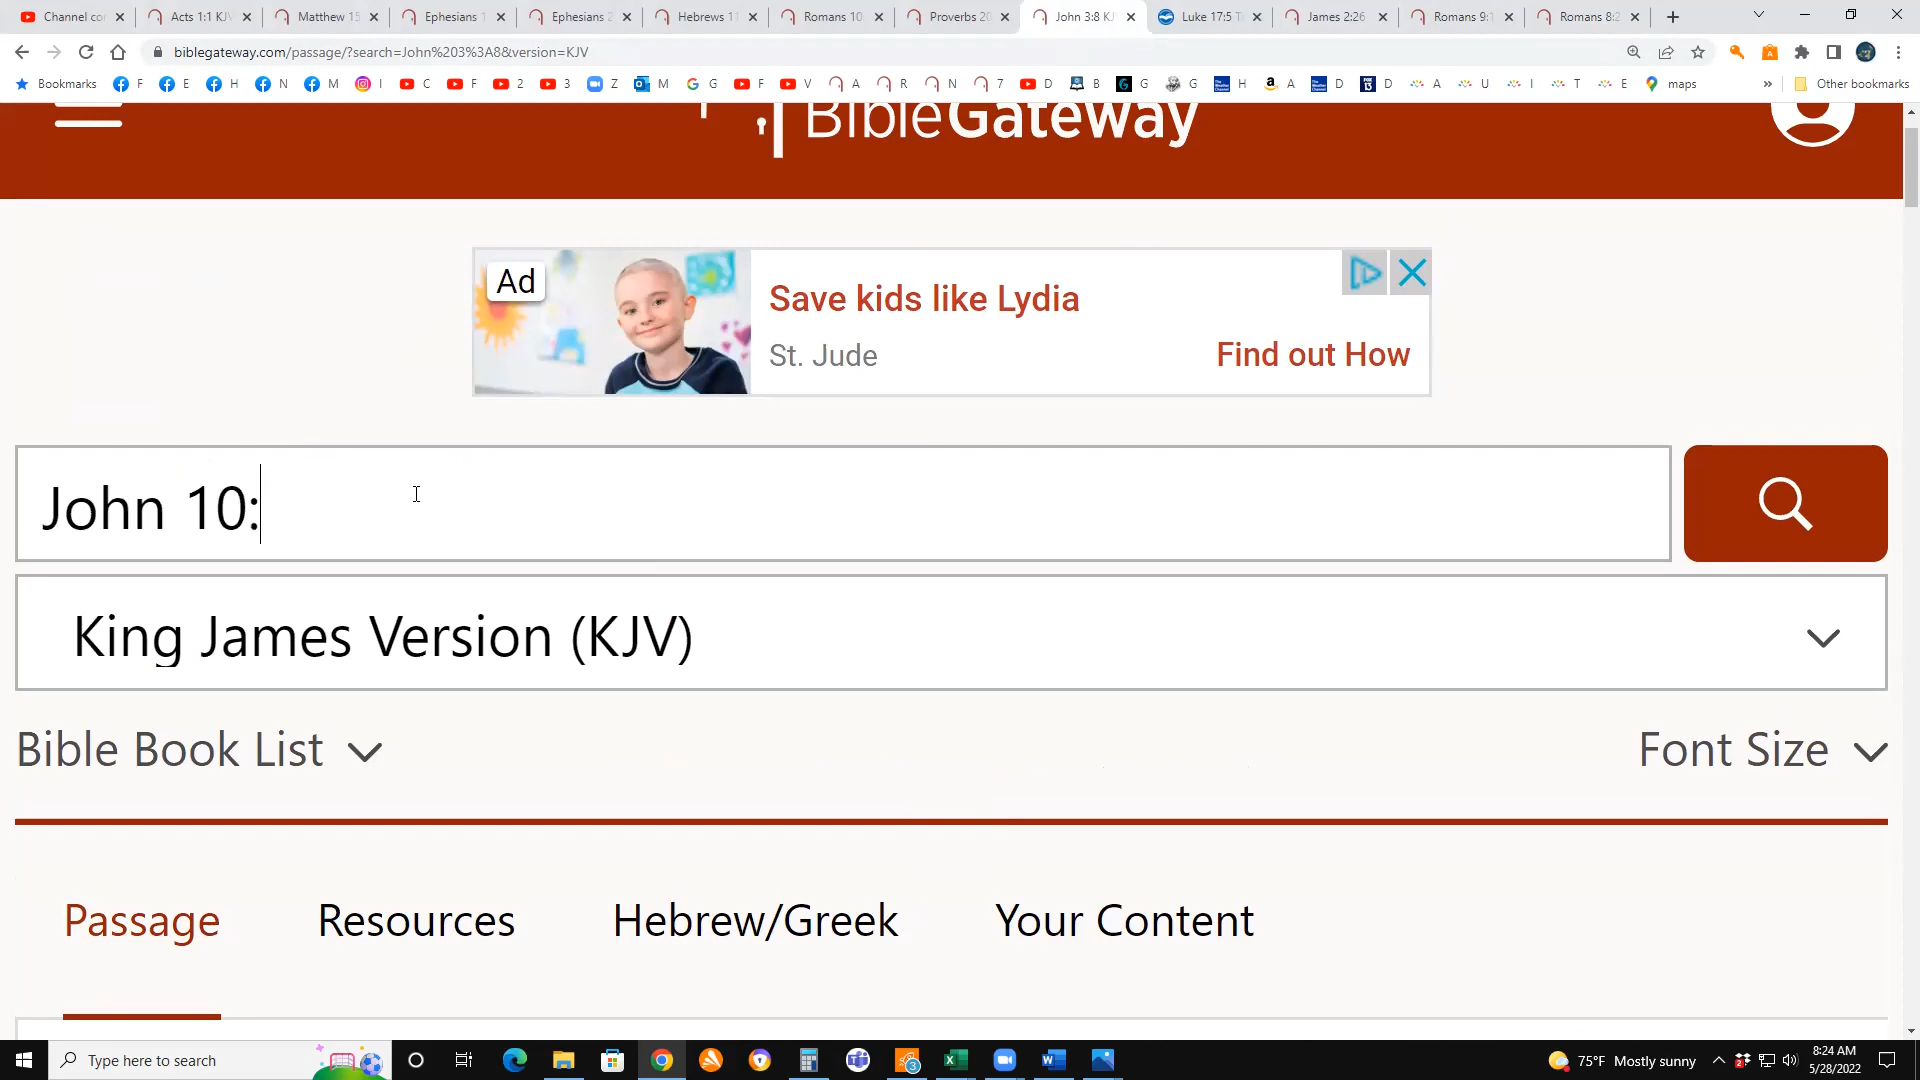 Channel co
Acts 1:1 KJV
Matthew 15
Ephesians 1
Ephesians 2
Hebrews 11
Romans 10
Proverbs 20
John 3:8 KJ
Luke 17:5 T
James 2:26
Romans 9:1
Romans 8:2
biblegateway.com/passage/?search=John%203%3A8&version=KJV
Bookmarks F E H N M I C F 2 3 Z M G F V A R N 7 D B G G H A D D A U I T E maps » Other bookmarks
BibleGateway
Ad
Save kids like Lydia
St. Jude
Find out How
John 10:
King James Version (KJV)
Bible Book List
Font Size
Passage
Resources
Hebrew/Greek
Your Content
Type here to search
3
75°F Mostly sunny
8:24 AM
5/28/2022